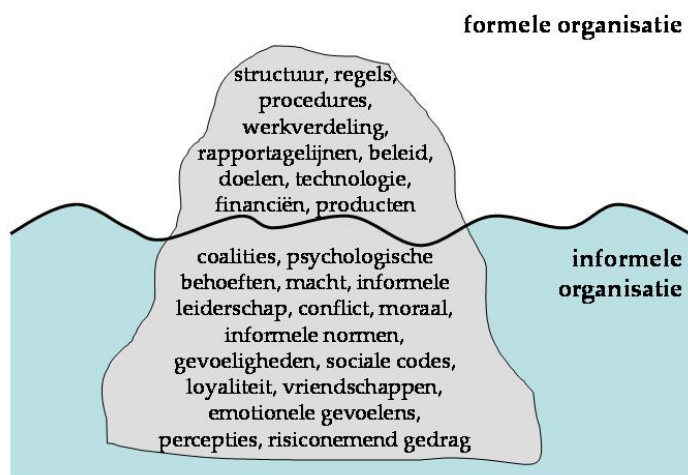 formele organisatie
structuur, regels,
procedures,
werkverdeling,
rapportagelijnen, beleid,
doelen, technologie,
financiën, producten
coalities, psychologische
behoeften, macht, informele
leiderschap, conflict, moraal,
informele normen,
gevoeligheden, sociale codes,
loyaliteit, vriendschappen,
emotionele gevoelens,
percepties, risiconemend gedrag
informele
organisatie